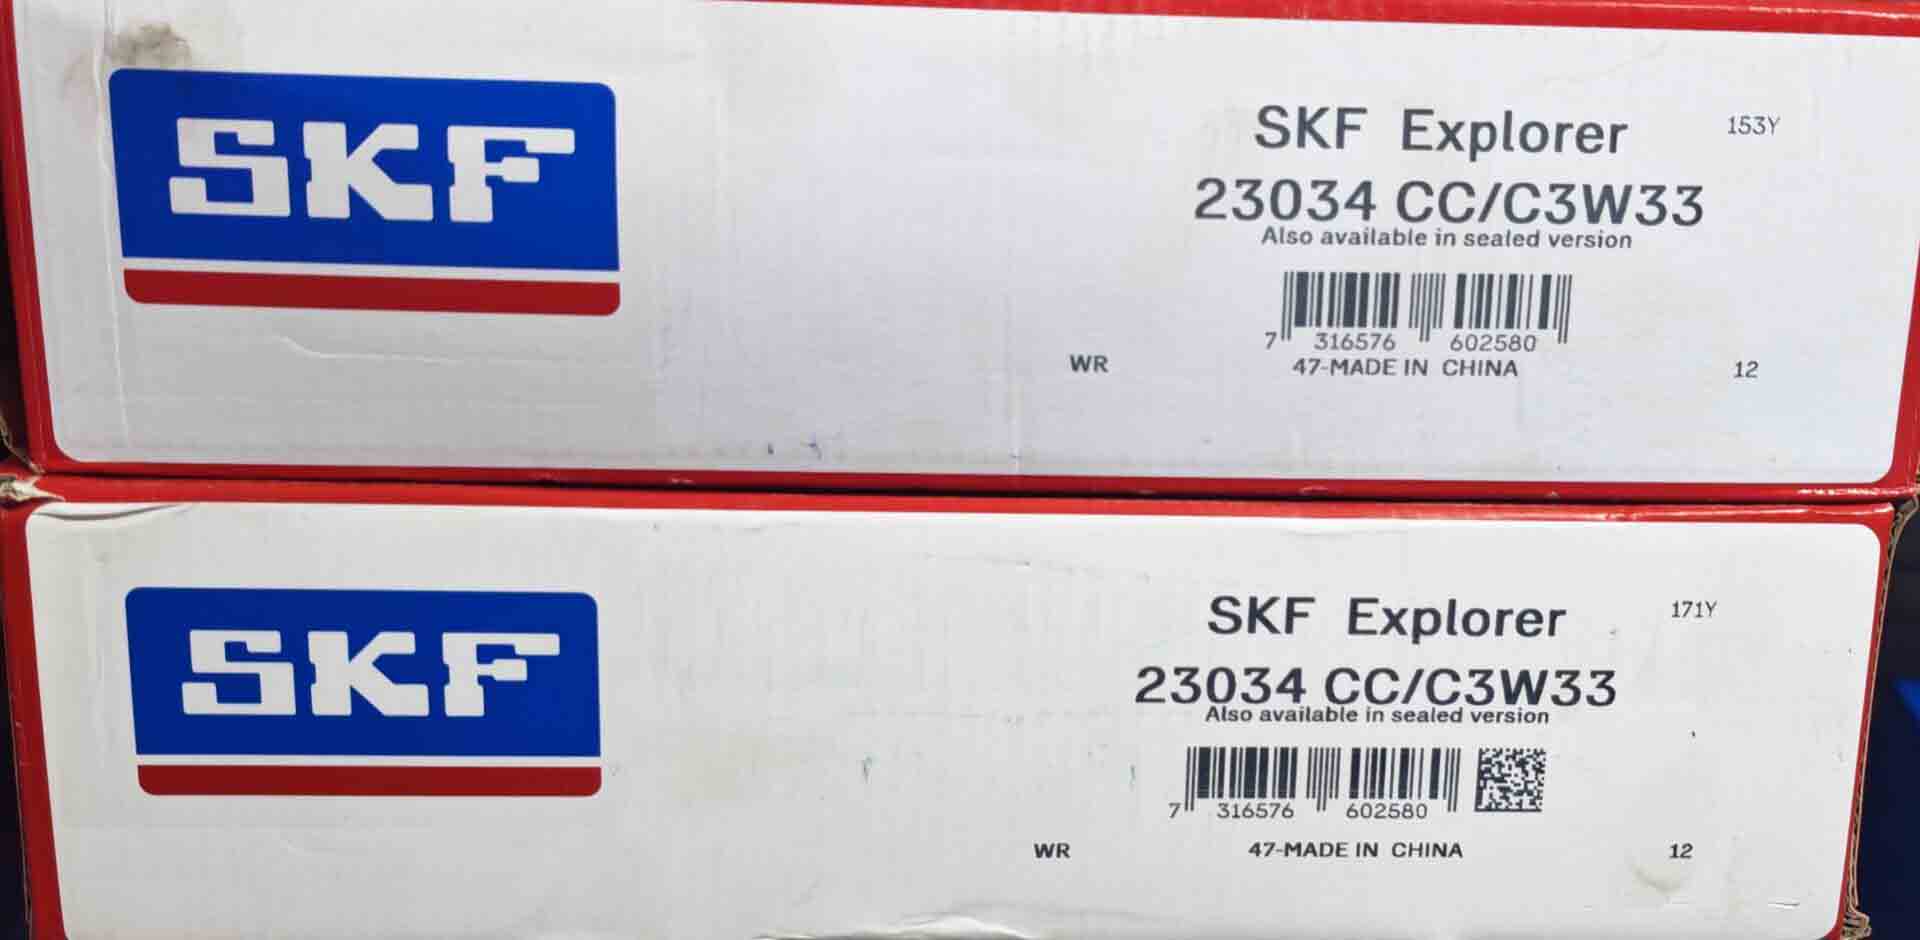 SKF
SKF Explorer
153Y
23034 CC/C3W33
Also available in sealed version
7 316576 602580
WR
47-MADE IN CHINA
12
SKF
SKF Explorer
171Y
23034 CC/C3W33
Also available in sealed version
7 316576 602580
WR
47-MADE IN CHINA
12